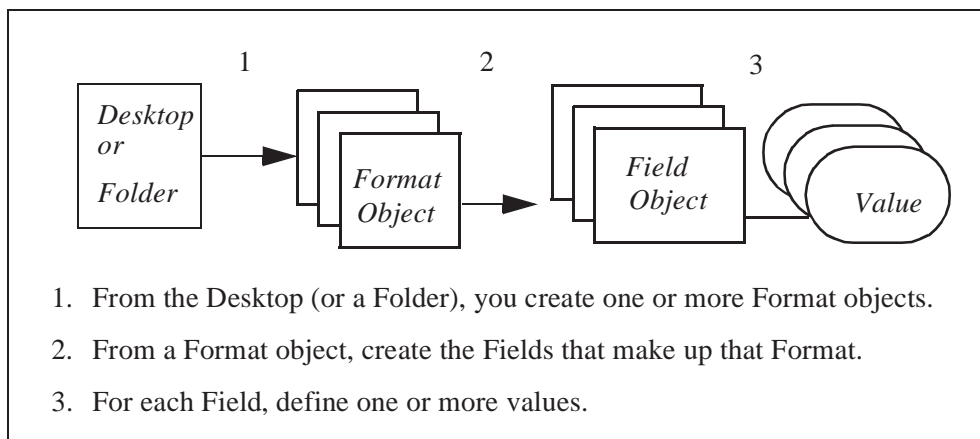 1 2 3
Desktop
or
Folder
Format
Object
Field
Object
Value
1. From the Desktop (or a Folder), you create one or more Format objects.
2. From a Format object, create the Fields that make up that Format.
3. For each Field, define one or more values.